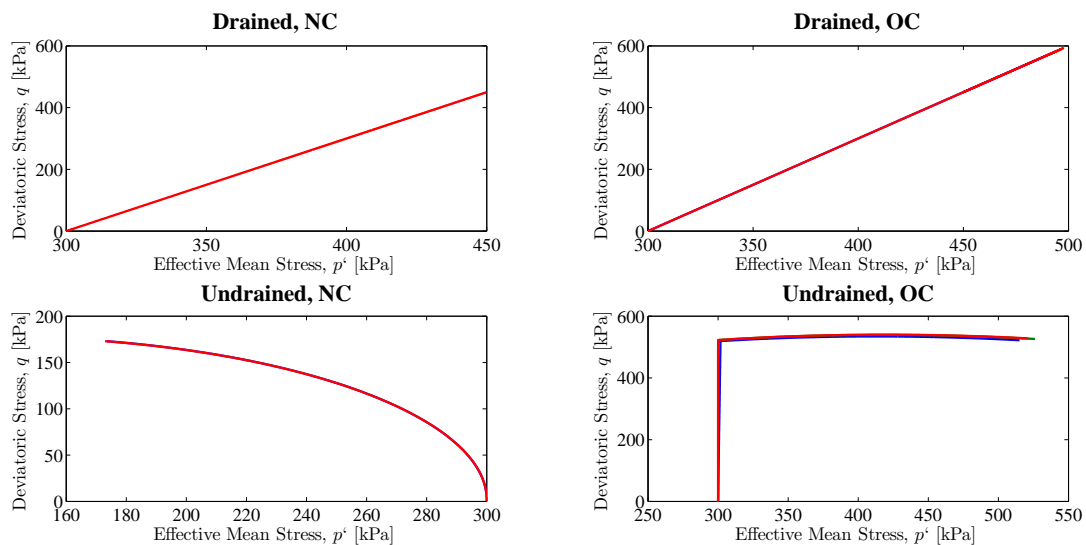 Drained, NC
600
400
200
0
300 350 400 450
Deviatoric Stress, q [kPa]
Effective Mean Stress, p‘ [kPa]
Drained, OC
600
400
200
0
300 350 400 450 500
Deviatoric Stress, q [kPa]
Effective Mean Stress, p‘ [kPa]
Undrained, NC
200
150
100
50
0
160 180 200 220 240 260 280 300
Deviatoric Stress, q [kPa]
Effective Mean Stress, p‘ [kPa]
Undrained, OC
600
400
200
0
250 300 350 400 450 500 550
Deviatoric Stress, q [kPa]
Effective Mean Stress, p‘ [kPa]